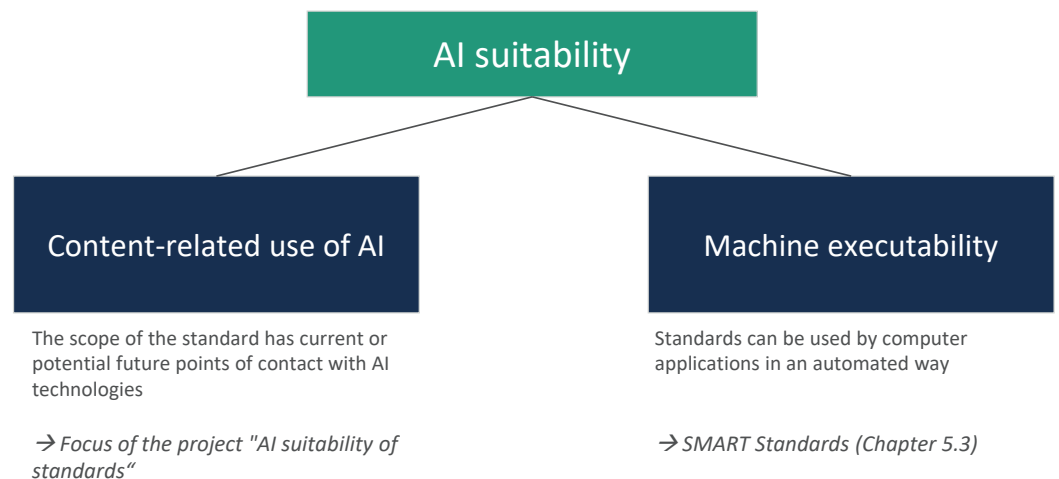 AI suitability
Content-related use of AI
Machine executability
The scope of the standard has current or
potential future points of contact with AI
technologies
→ Focus of the project "AI suitability of
standards“
Standards can be used by computer
applications in an automated way
→ SMART Standards (Chapter 5.3)